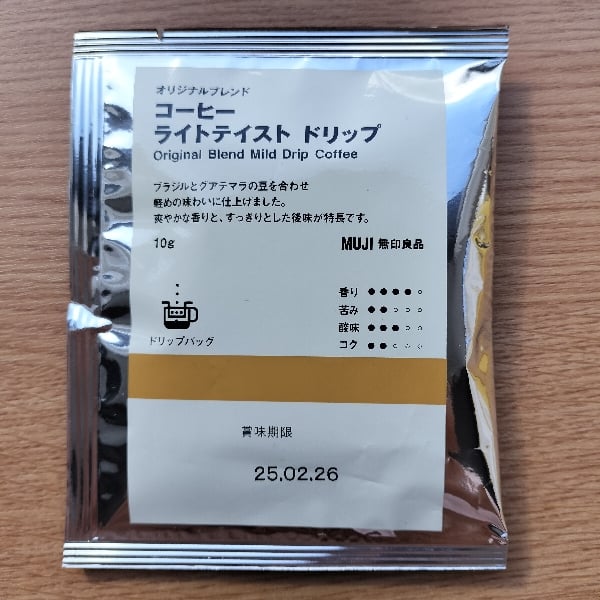 オリジナルブレンド
コーヒー
ライトテイスト ドリップ
Original Blend Mild Drip Coffee
ブラジルとグアテマラの豆を合わせ
軽めの味わいに仕上げました。
爽やかな香りと、すっきりとした後味が特長です。
10g MUJI 無印良品
香り ●●●●○
苦み ●●○○○
酸味 ●●●○○
コク ●●○○○
ドリップバッグ
賞味期限
25.02.26